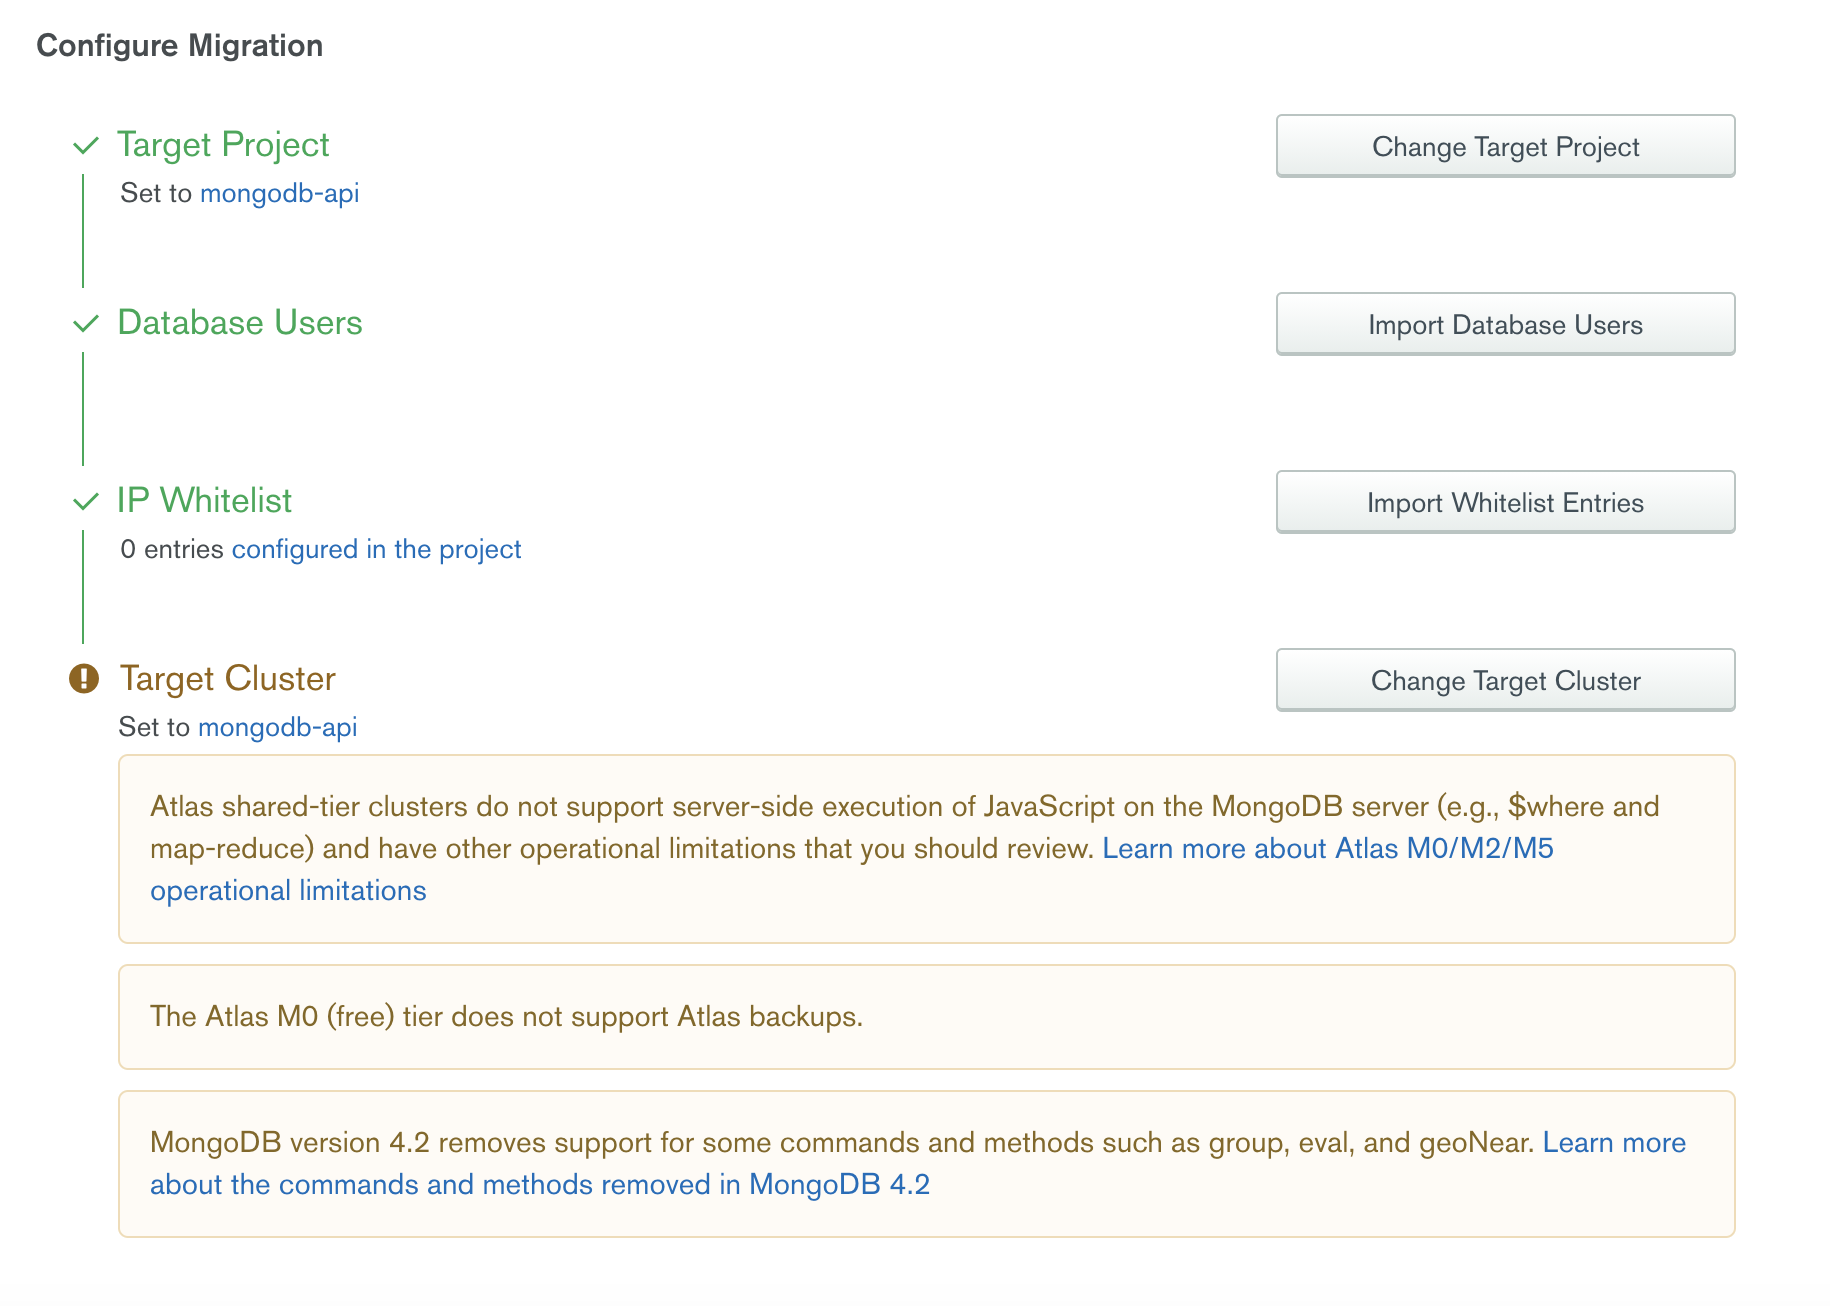 Configure Migration
Target Project
Change Target Project
Set to mongodb-api
Database Users
Import Database Users
IP Whitelist
Import Whitelist Entries
0 entries configured in the project
Target Cluster
Change Target Cluster
Set to mongodb-api
Atlas shared-tier clusters do not support server-side execution of JavaScript on the MongoDB server (e.g., $where and
map-reduce) and have other operational limitations that you should review. Learn more about Atlas M0/M2/M5
operational limitations
The Atlas M0 (free) tier does not support Atlas backups.
MongoDB version 4.2 removes support for some commands and methods such as group, eval, and geoNear. Learn more
about the commands and methods removed in MongoDB 4.2